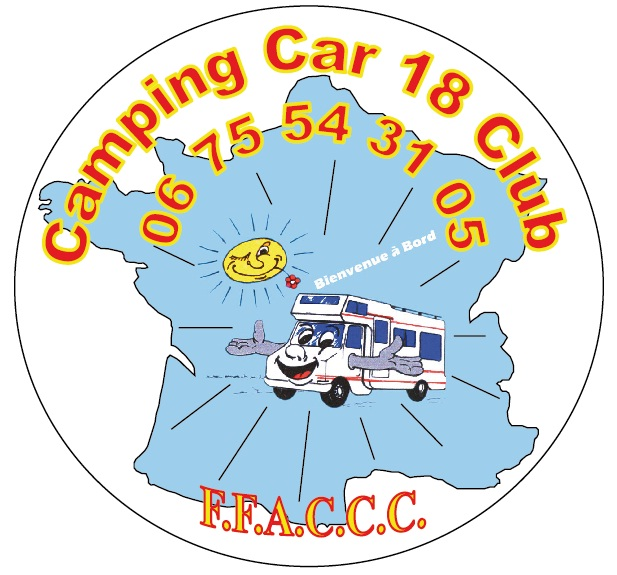 Camping Car 18 Club
06 75 54 31 05
Bienvenue à Bord
F.F.A.C.C.C.